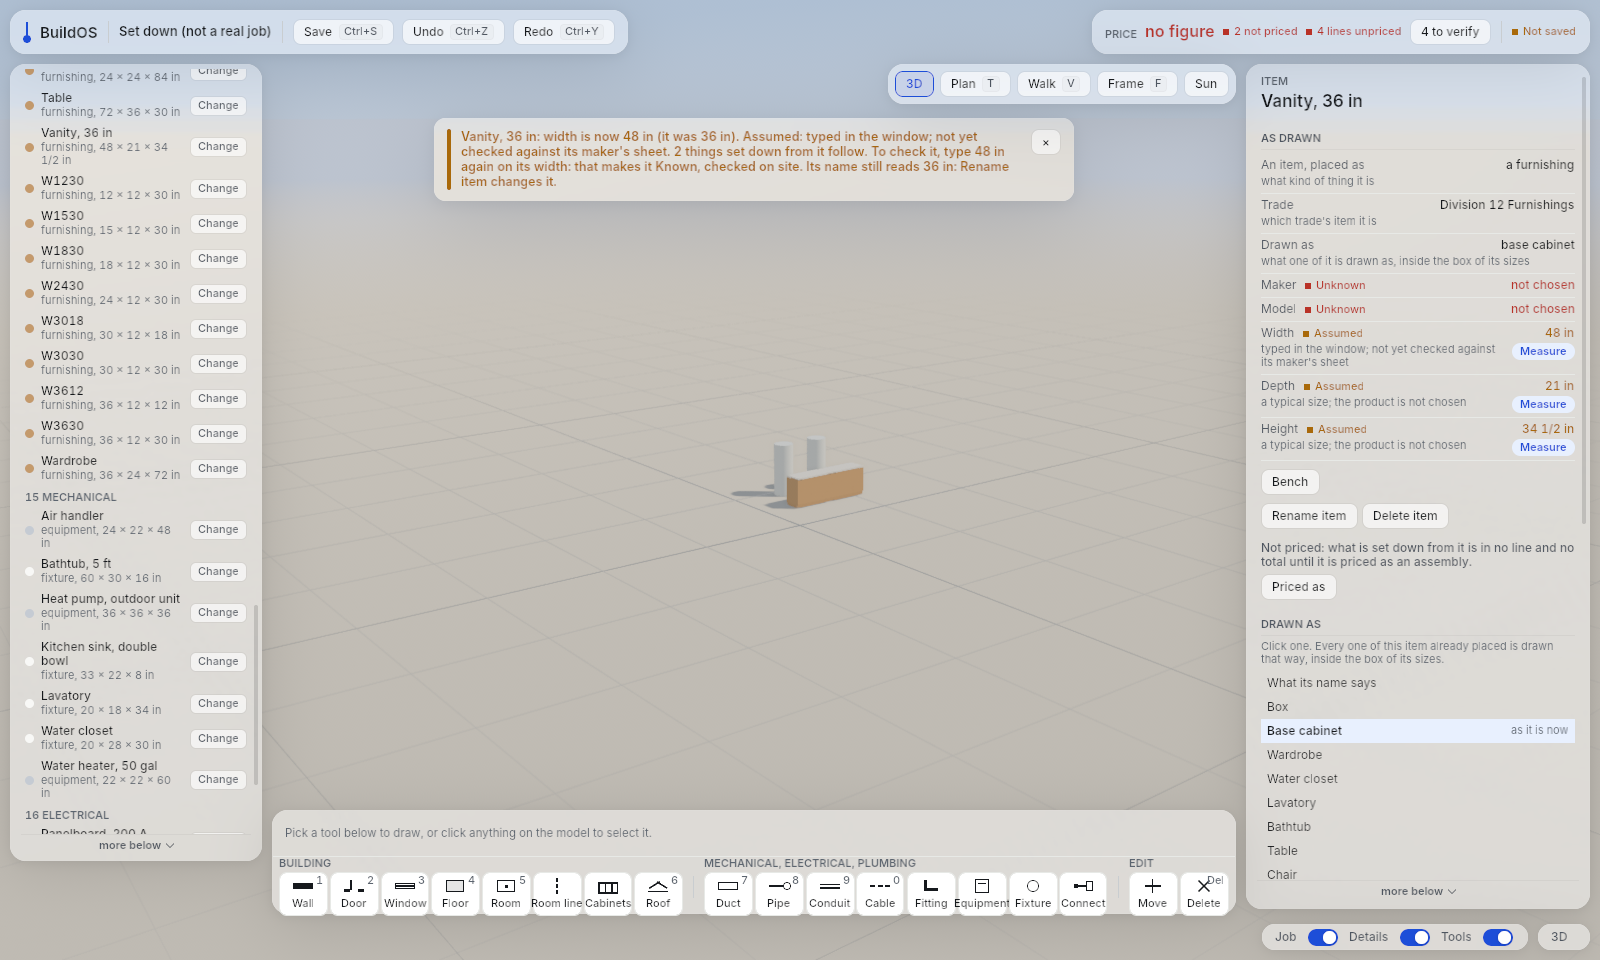 BuildOS
Set down (not a real job)
Save Ctrl+S
Undo Ctrl+Z
Redo Ctrl+Y
PRICE no figure
2 not priced
4 lines unpriced
4 to verify
Not saved
furnishing, 24 × 24 × 84 in
Change
Table
furnishing, 72 × 36 × 30 in
Change
Vanity, 36 in
furnishing, 48 × 21 × 34
1/2 in
Change
W1230
furnishing, 12 × 12 × 30 in
Change
W1530
furnishing, 15 × 12 × 30 in
Change
W1830
furnishing, 18 × 12 × 30 in
Change
W2430
furnishing, 24 × 12 × 30 in
Change
W3018
furnishing, 30 × 12 × 18 in
Change
W3030
furnishing, 30 × 12 × 30 in
Change
W3612
furnishing, 36 × 12 × 12 in
Change
W3630
furnishing, 36 × 12 × 30 in
Change
Wardrobe
furnishing, 36 × 24 × 72 in
Change
15 MECHANICAL
Air handler
equipment, 24 × 22 × 48
in
Change
Bathtub, 5 ft
fixture, 60 × 30 × 16 in
Change
Heat pump, outdoor unit
equipment, 36 × 36 × 36
in
Change
Kitchen sink, double
bowl
fixture, 33 × 22 × 8 in
Change
Lavatory
fixture, 20 × 18 × 34 in
Change
Water closet
fixture, 20 × 28 × 30 in
Change
Water heater, 50 gal
equipment, 22 × 22 × 60
in
Change
16 ELECTRICAL
Panelboard, 200 A
more below
3D
Plan T
Walk V
Frame F
Sun
Vanity, 36 in: width is now 48 in (it was 36 in). Assumed: typed in the window; not yet
checked against its maker's sheet. 2 things set down from it follow. To check it, type 48 in
again on its width: that makes it Known, checked on site. Its name still reads 36 in: Rename
item changes it.
×
Pick a tool below to draw, or click anything on the model to select it.
BUILDING
1 Wall
2 Door
3 Window
4 Floor
5 Room
Room line
Cabinets
6 Roof
MECHANICAL, ELECTRICAL, PLUMBING
7 Duct
8 Pipe
9 Conduit
0 Cable
Fitting
Equipment
Fixture
Connect
EDIT
Move
Del Delete
ITEM
Vanity, 36 in
AS DRAWN
An item, placed as a furnishing
what kind of thing it is
Trade Division 12 Furnishings
which trade's item it is
Drawn as base cabinet
what one of it is drawn as, inside the box of its sizes
Maker Unknown not chosen
Model Unknown not chosen
Width Assumed 48 in
typed in the window; not yet checked against
its maker's sheet
Measure
Depth Assumed 21 in
a typical size; the product is not chosen
Measure
Height Assumed 34 1/2 in
a typical size; the product is not chosen
Measure
Bench
Rename item
Delete item
Not priced: what is set down from it is in no line and no
total until it is priced as an assembly.
Priced as
DRAWN AS
Click one. Every one of this item already placed is drawn
that way, inside the box of its sizes.
What its name says
Box
Base cabinet as it is now
Wardrobe
Water closet
Lavatory
Bathtub
Table
Chair
more below
Job
Details
Tools
3D